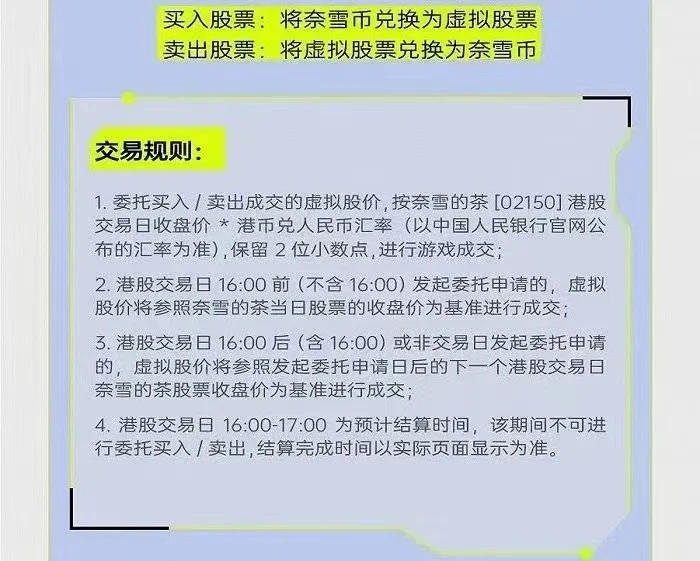 买入股票：将奈雪币兑换为虚拟股票
卖出股票：将虚拟股票兑换为奈雪币
交易规则：
1. 委托买入 / 卖出成交的虚拟股价，按奈雪的茶 [02150] 港股
交易日收盘价 * 港币兑人民币汇率（以中国人民银行官网公
布的汇率为准），保留 2 位小数点，进行游戏成交；
2. 港股交易日 16:00 前（不含 16:00）发起委托申请的，虚拟
股价将参照奈雪的茶当日股票的收盘价为基准进行成交；
3. 港股交易日 16:00 后（含 16:00）或非交易日发起委托申请
的，虚拟股价将参照发起委托申请日后的下一个港股交易日
奈雪的茶股票收盘价为基准进行成交；
4. 港股交易日 16:00-17:00 为预计结算时间，该期间不可进
行委托买入 / 卖出，结算完成时间以实际页面显示为准。